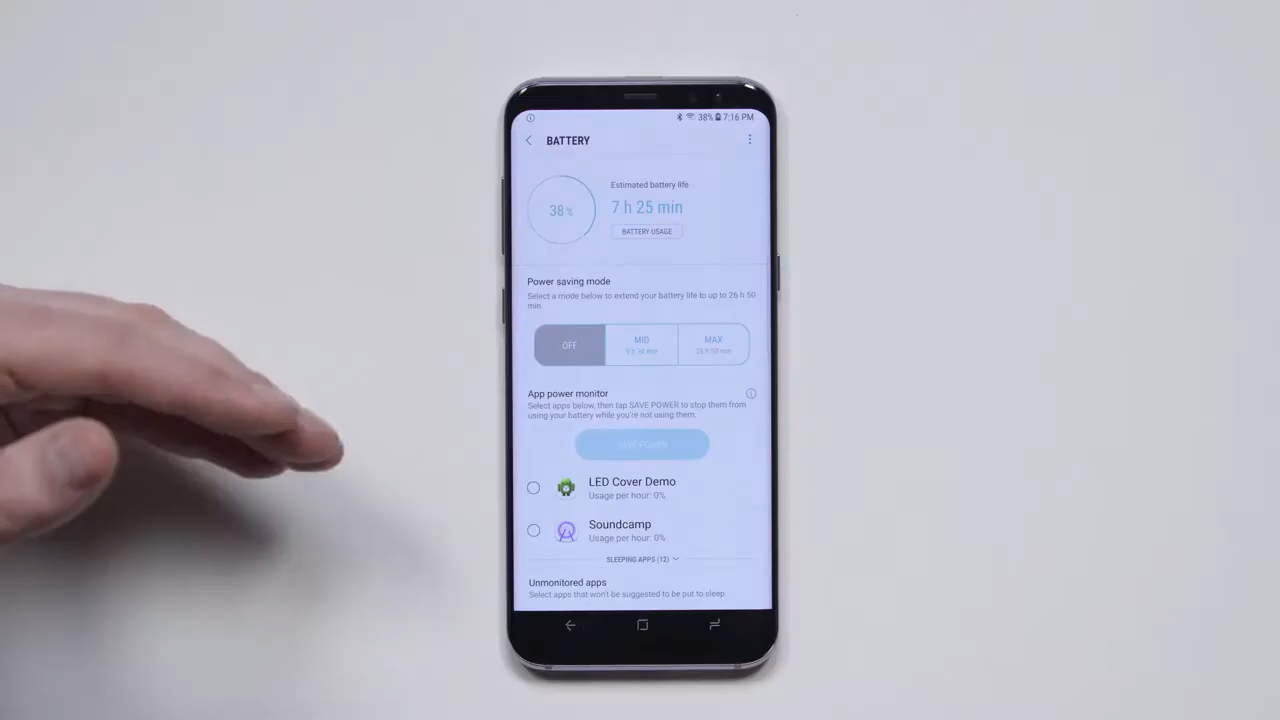 38% 7:16 PM
BATTERY
Estimated battery life
38%
7 h 25 min
BATTERY USAGE
Power saving mode
Select a mode below to extend your battery life to up to 26 h 50
min.
OFF
MID
MAX
26 h 50 min
App power monitor
Select apps below, then tap SAVE POWER to stop them from
using your battery while you're not using them.
SAVE POWER
LED Cover Demo
Usage per hour: 0%
Soundcamp
Usage per hour: 0%
SLEEPING APPS (12)
Unmonitored apps
Select apps that won't be suggested to be put to sleep.